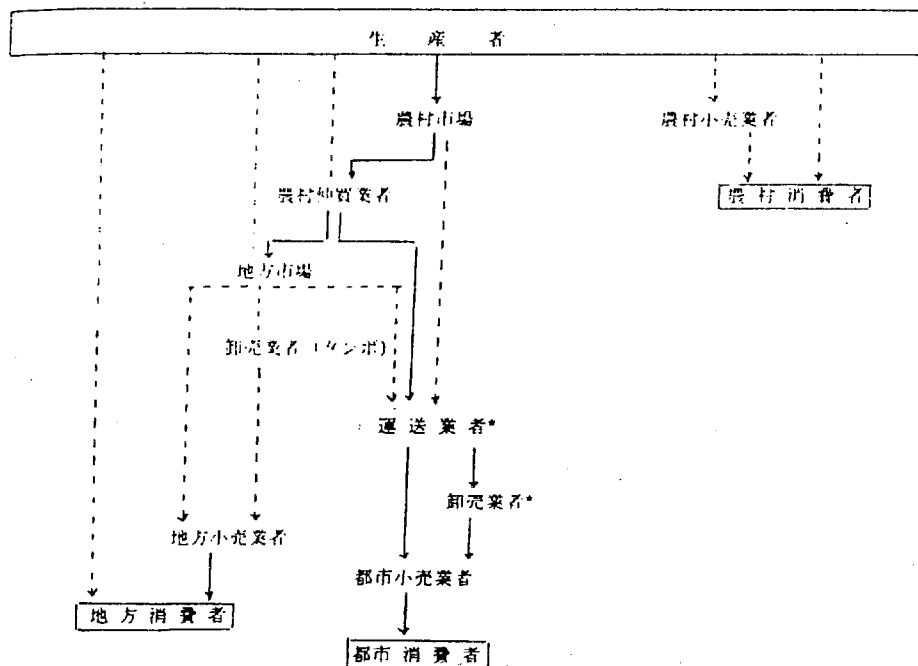 生産者
農村市場
農村小売業者
農村仲買業者
農村消費者
地方市場
卸売業者(タンボ)
運送業者*
卸売業者*
地方小売業者
都市小売業者
地方消費者
都市消費者